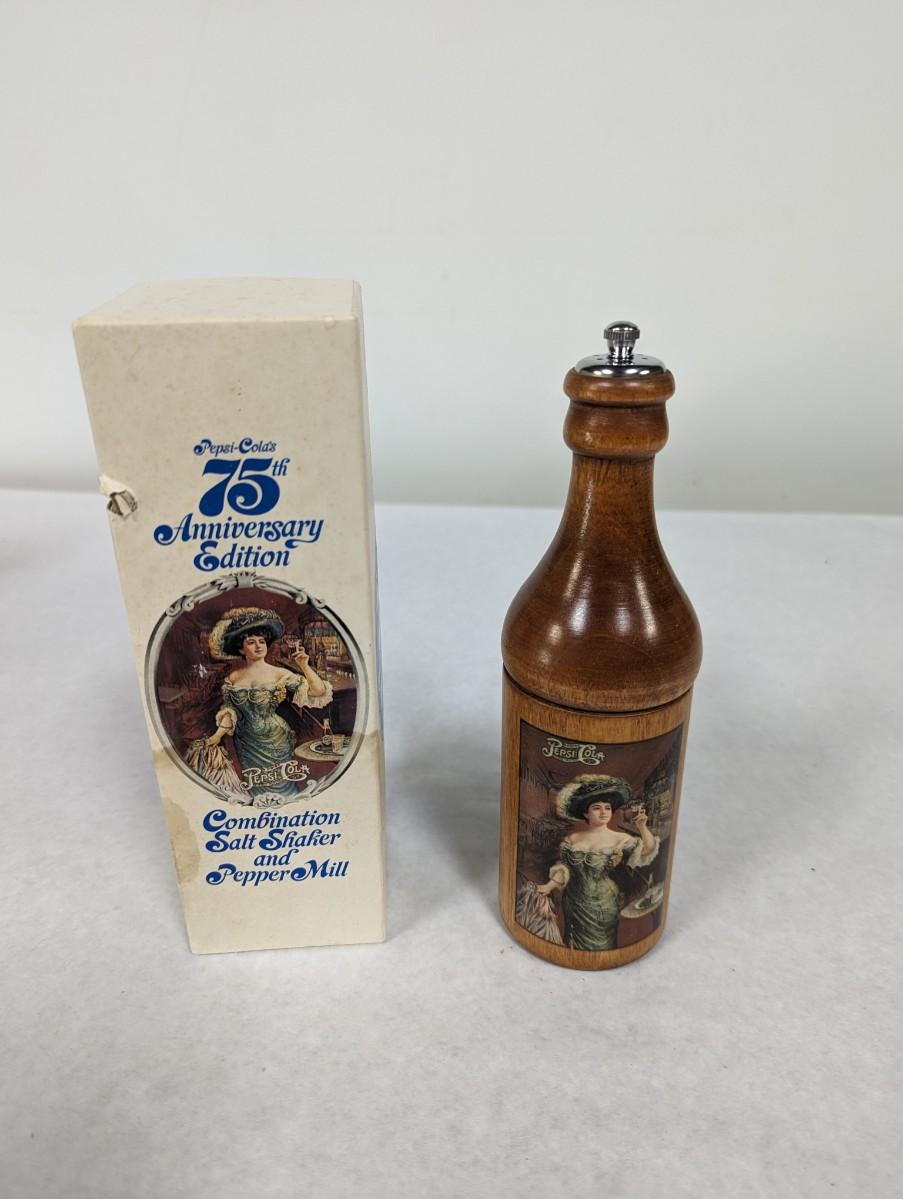 Pepsi-Cola's
75th
Anniversary
Edition
PEPSI-COLA
Combination
Salt Shaker
and
Pepper Mill
PEPSI-COLA